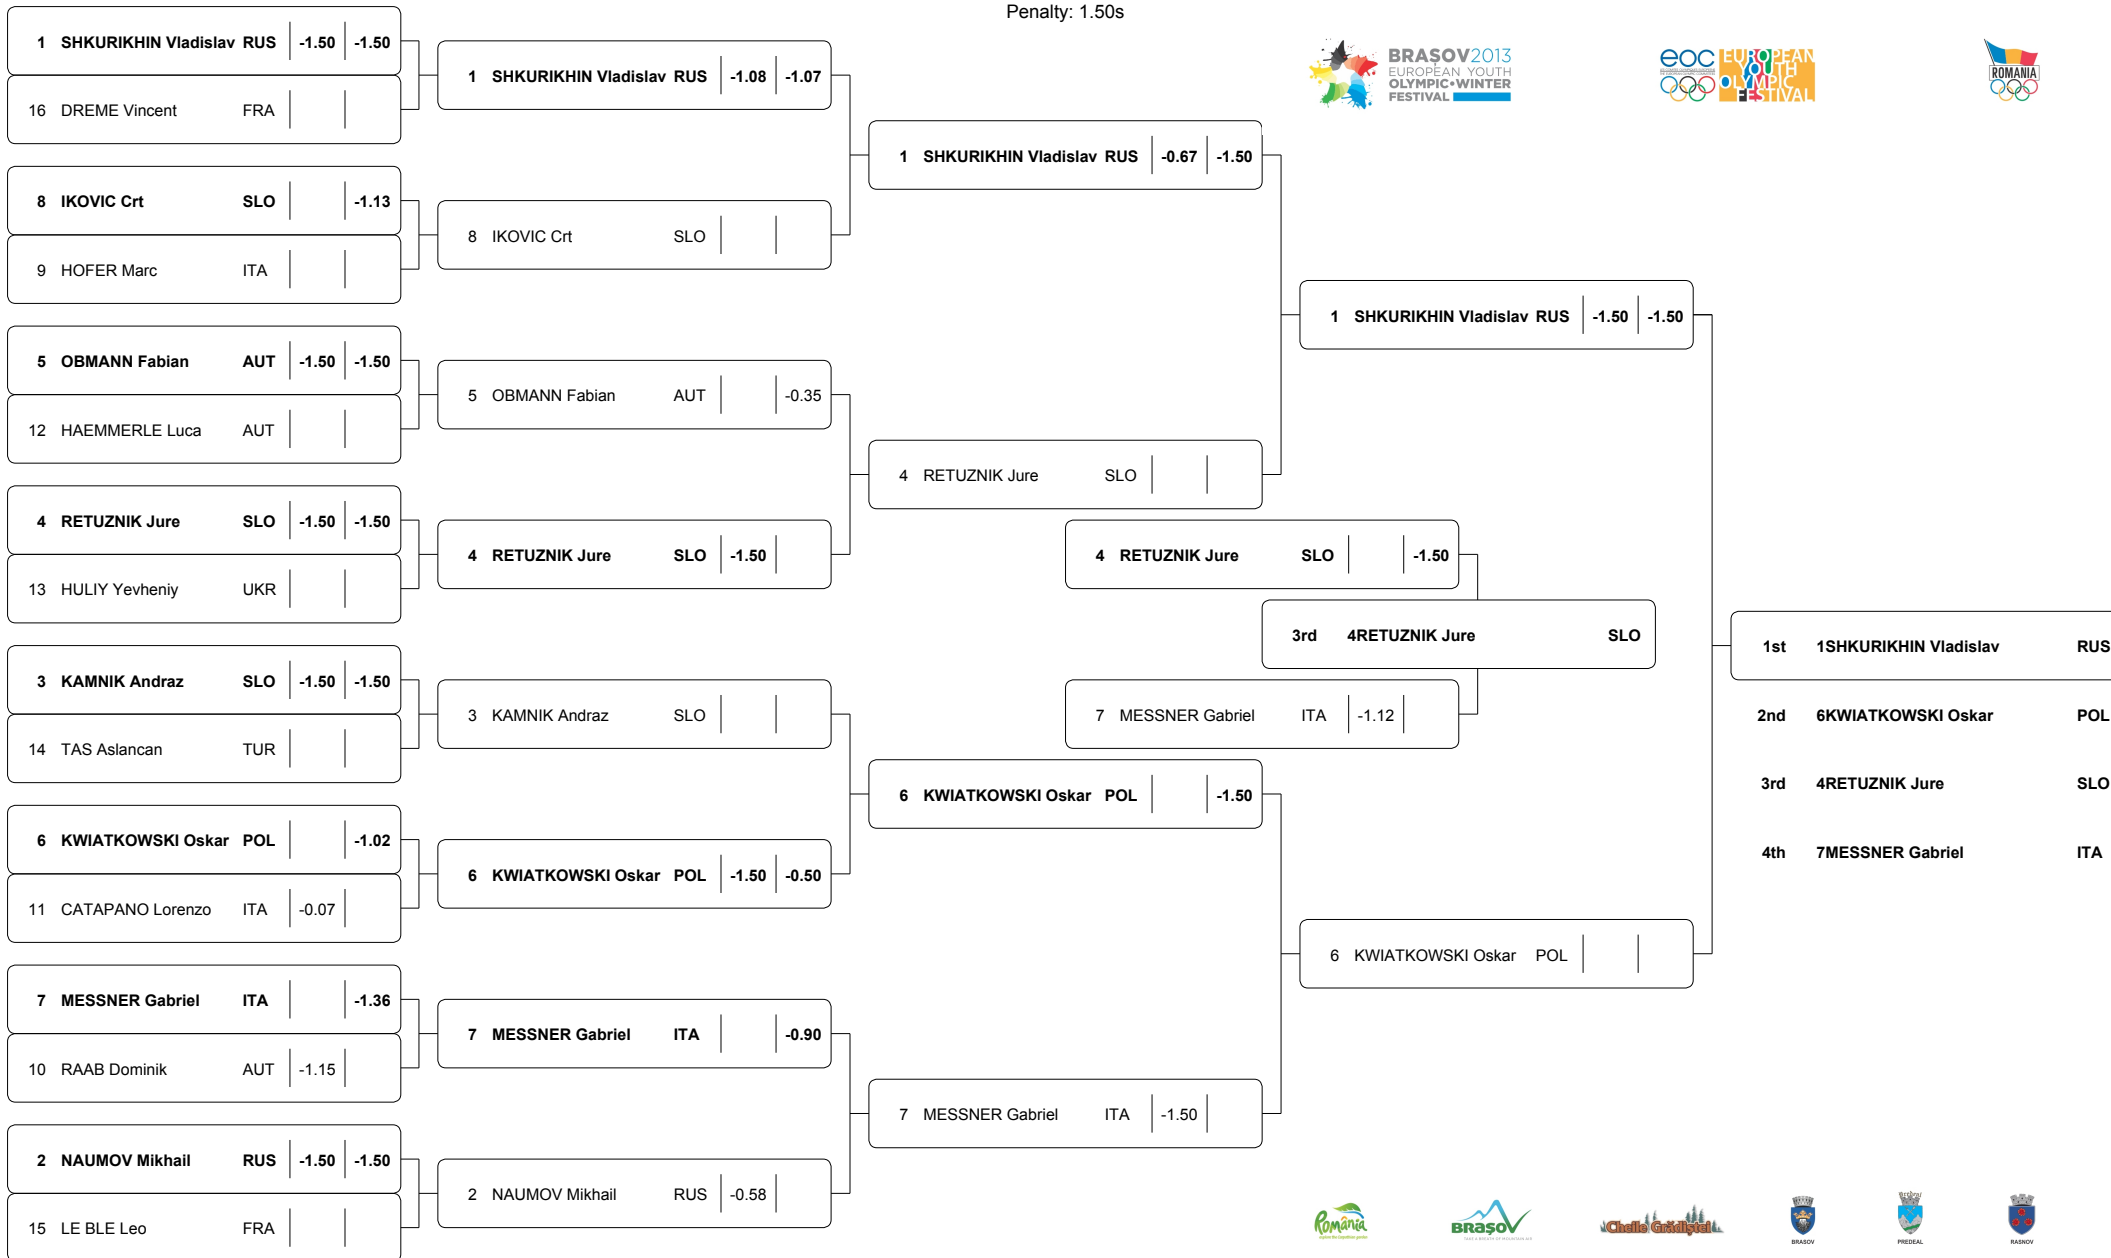 Penalty: 1.50s
BRAȘOV2013
EUROPEAN YOUTH
OLYMPIC•WINTER
FESTIVAL
eoc
EUROPEAN
YOUTH
OLYMPIC
FESTIVAL
ROMANIA
1 SHKURIKHIN Vladislav RUS -1.50 -1.50
16 DREME Vincent FRA
8 IKOVIC Crt SLO -1.13
9 HOFER Marc ITA
5 OBMANN Fabian AUT -1.50 -1.50
12 HAEMMERLE Luca AUT
4 RETUZNIK Jure SLO -1.50 -1.50
13 HULIY Yevheniy UKR
3 KAMNIK Andraz SLO -1.50 -1.50
14 TAS Aslancan TUR
6 KWIATKOWSKI Oskar POL -1.02
11 CATAPANO Lorenzo ITA -0.07
7 MESSNER Gabriel ITA -1.36
10 RAAB Dominik AUT -1.15
2 NAUMOV Mikhail RUS -1.50 -1.50
15 LE BLE Leo FRA
1 SHKURIKHIN Vladislav RUS -1.08 -1.07
8 IKOVIC Crt SLO
5 OBMANN Fabian AUT -0.35
4 RETUZNIK Jure SLO -1.50
3 KAMNIK Andraz SLO
6 KWIATKOWSKI Oskar POL -1.50 -0.50
7 MESSNER Gabriel ITA -0.90
2 NAUMOV Mikhail RUS -0.58
1 SHKURIKHIN Vladislav RUS -0.67 -1.50
4 RETUZNIK Jure SLO
6 KWIATKOWSKI Oskar POL -1.50
7 MESSNER Gabriel ITA -1.50
4 RETUZNIK Jure SLO -1.50
3rd 4RETUZNIK Jure SLO
7 MESSNER Gabriel ITA -1.12
1 SHKURIKHIN Vladislav RUS -1.50 -1.50
6 KWIATKOWSKI Oskar POL
1st 1SHKURIKHIN Vladislav RUS
2nd 6KWIATKOWSKI Oskar POL
3rd 4RETUZNIK Jure SLO
4th 7MESSNER Gabriel ITA
România
BRAȘOV
Cheile Grădiștei
BRASOV
PREDEAL
RASNOV